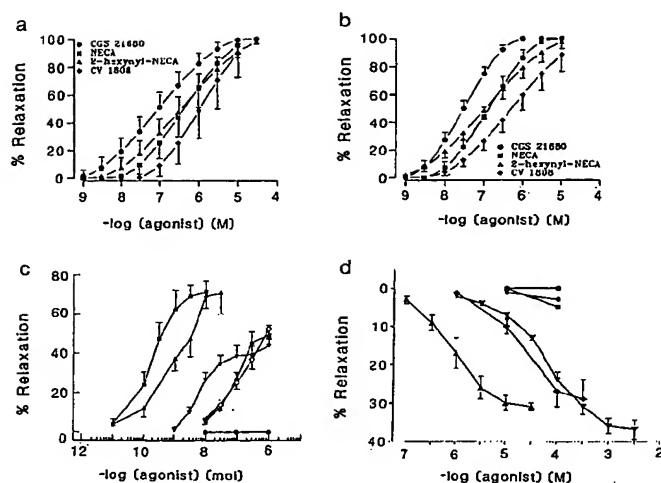 a
100
80
60
40
20
0
% Relaxation
CGS 21680
NECA
2-hexynyl-NECA
CV 1808
9 8 7 6 5 4
-log (agonist) (M)
b
100
80
60
40
20
0
% Relaxation
CGS 21680
NECA
2-hexynyl-NECA
CV 1808
9 8 7 6 5 4
-log (agonist) (M)
c
80
60
40
20
0
% Relaxation
12 10 8 6
-log (agonist) (mol)
d
0
10
20
30
40
% Relaxation
7 6 5 4 3 2
-log (agonist) (M)